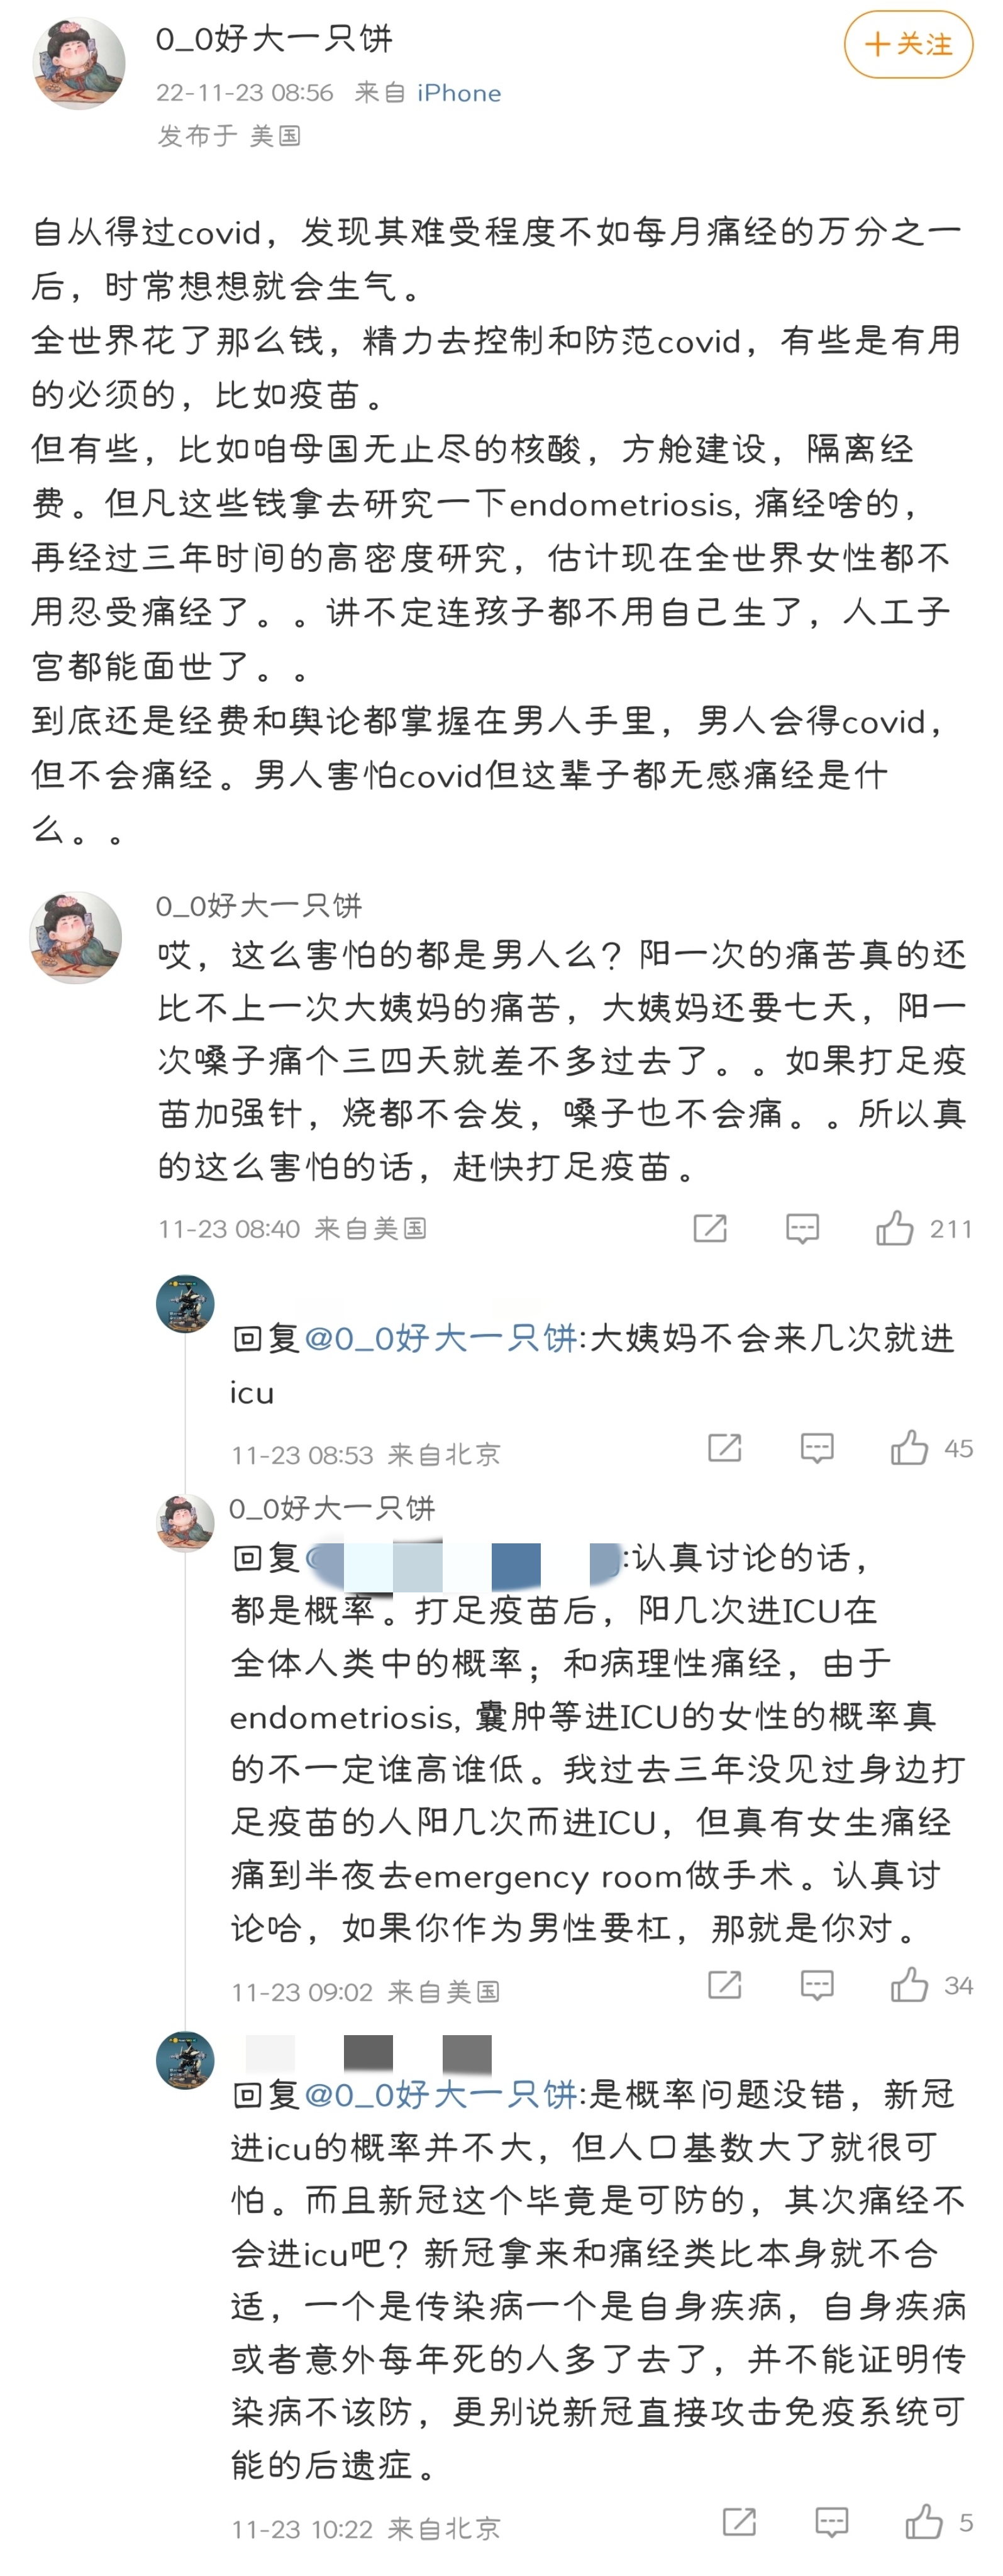 0_0好大一只饼
十关注
22-11-23 08:56 来自 iPhone
发布于 美国
自从得过covid，发现其难受程度不如每月痛经的万分之一
后，时常想想就会生气。
全世界花了那么钱，精力去控制和防范covid，有些是有用
的必须的，比如疫苗。
但有些，比如咱母国无止尽的核酸，方舱建设，隔离经
费。但凡这些钱拿去研究一下endometriosis, 痛经啥的，
再经过三年时间的高密度研究，估计现在全世界女性都不
用忍受痛经了。。讲不定连孩子都不用自己生了，人工子
宫都能面世了。。
到底还是经费和舆论都掌握在男人手里，男人会得covid，
但不会痛经。男人害怕covid但这辈子都无感痛经是什
么。。
0_0好大一只饼
哎，这么害怕的都是男人么？阳一次的痛苦真的还
比不上一次大姨妈的痛苦，大姨妈还要七天，阳一
次嗓子痛个三四天就差不多过去了。。如果打足疫
苗加强针，烧都不会发，嗓子也不会痛。。所以真
的这么害怕的话，赶快打足疫苗。
11-23 08:40 来自美国
211
回复@0_0好大一只饼:大姨妈不会来几次就进
icu
11-23 08:53 来自北京
45
0_0好大一只饼
回复
:认真讨论的话，
都是概率。打足疫苗后，阳几次进ICU在
全体人类中的概率；和病理性痛经，由于
endometriosis, 囊肿等进ICU的女性的概率真
的不一定谁高谁低。我过去三年没见过身边打
足疫苗的人阳几次而进ICU，但真有女生痛经
痛到半夜去emergency room做手术。认真讨
论哈，如果你作为男性要杠，那就是你对。
11-23 09:02 来自美国
34
回复@0_0好大一只饼:是概率问题没错，新冠
进icu的概率并不大，但人口基数大了就很可
怕。而且新冠这个毕竟是可防的，其次痛经不
会进icu吧？新冠拿来和痛经类比本身就不合
适，一个是传染病一个是自身疾病，自身疾病
或者意外每年死的人多了去了，并不能证明传
染病不该防，更别说新冠直接攻击免疫系统可
能的后遗症。
11-23 10:22 来自北京
5